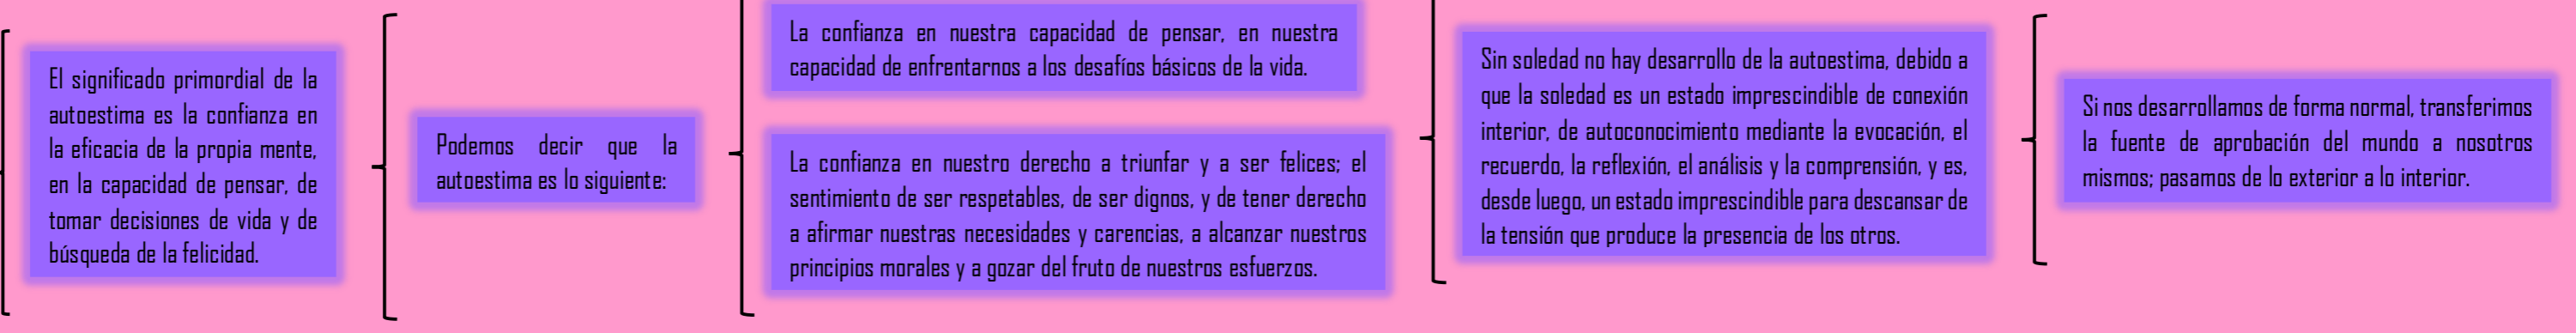 El significado primordial de la
autoestima es la confianza en
la eficacia de la propia mente,
en la capacidad de pensar, de
tomar decisiones de vida y de
búsqueda de la felicidad.
Podemos decir que la
autoestima es lo siguiente:
La confianza en nuestra capacidad de pensar, en nuestra
capacidad de enfrentarnos a los desafíos básicos de la vida.
La confianza en nuestro derecho a triunfar y a ser felices; el
sentimiento de ser respetables, de ser dignos, y de tener derecho
a afirmar nuestras necesidades y carencias, a alcanzar nuestros
principios morales y a gozar del fruto de nuestros esfuerzos.
Sin soledad no hay desarrollo de la autoestima, debido a
que la soledad es un estado imprescindible de conexión
interior, de autoconocimiento mediante la evocación, el
recuerdo, la reflexión, el análisis y la comprensión, y es,
desde luego, un estado imprescindible para descansar de
la tensión que produce la presencia de los otros.
Si nos desarrollamos de forma normal, transferimos
la fuente de aprobación del mundo a nosotros
mismos; pasamos de lo exterior a lo interior.